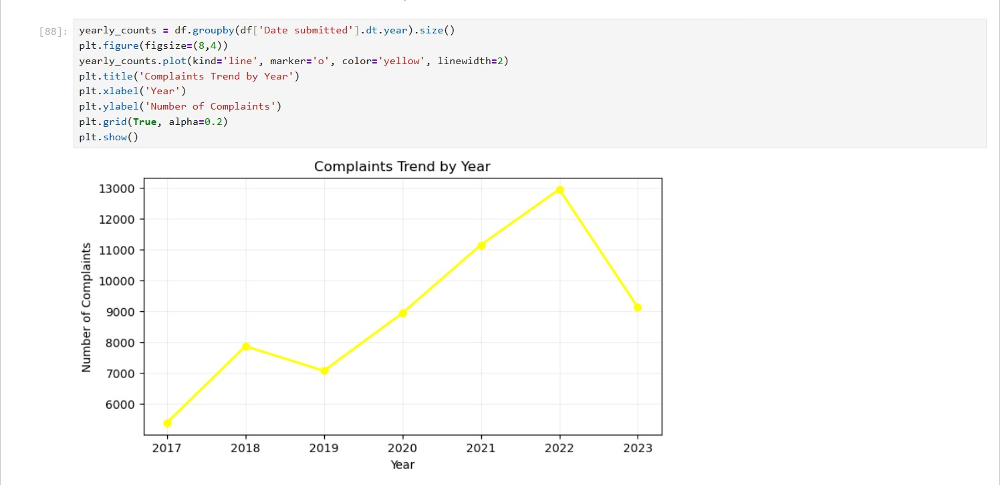 [88]:
yearly_counts = df.groupby(df['Date submitted'].dt.year).size()
plt.figure(figsize=(8,4))
yearly_counts.plot(kind='line', marker='o', color='yellow', linewidth=2)
plt.title('Complaints Trend by Year')
plt.xlabel('Year')
plt.ylabel('Number of Complaints')
plt.grid(True, alpha=0.2)
plt.show()
Complaints Trend by Year
Number of Complaints
13000
12000
11000
10000
9000
8000
7000
6000
2017 2018 2019 2020 2021 2022 2023
Year